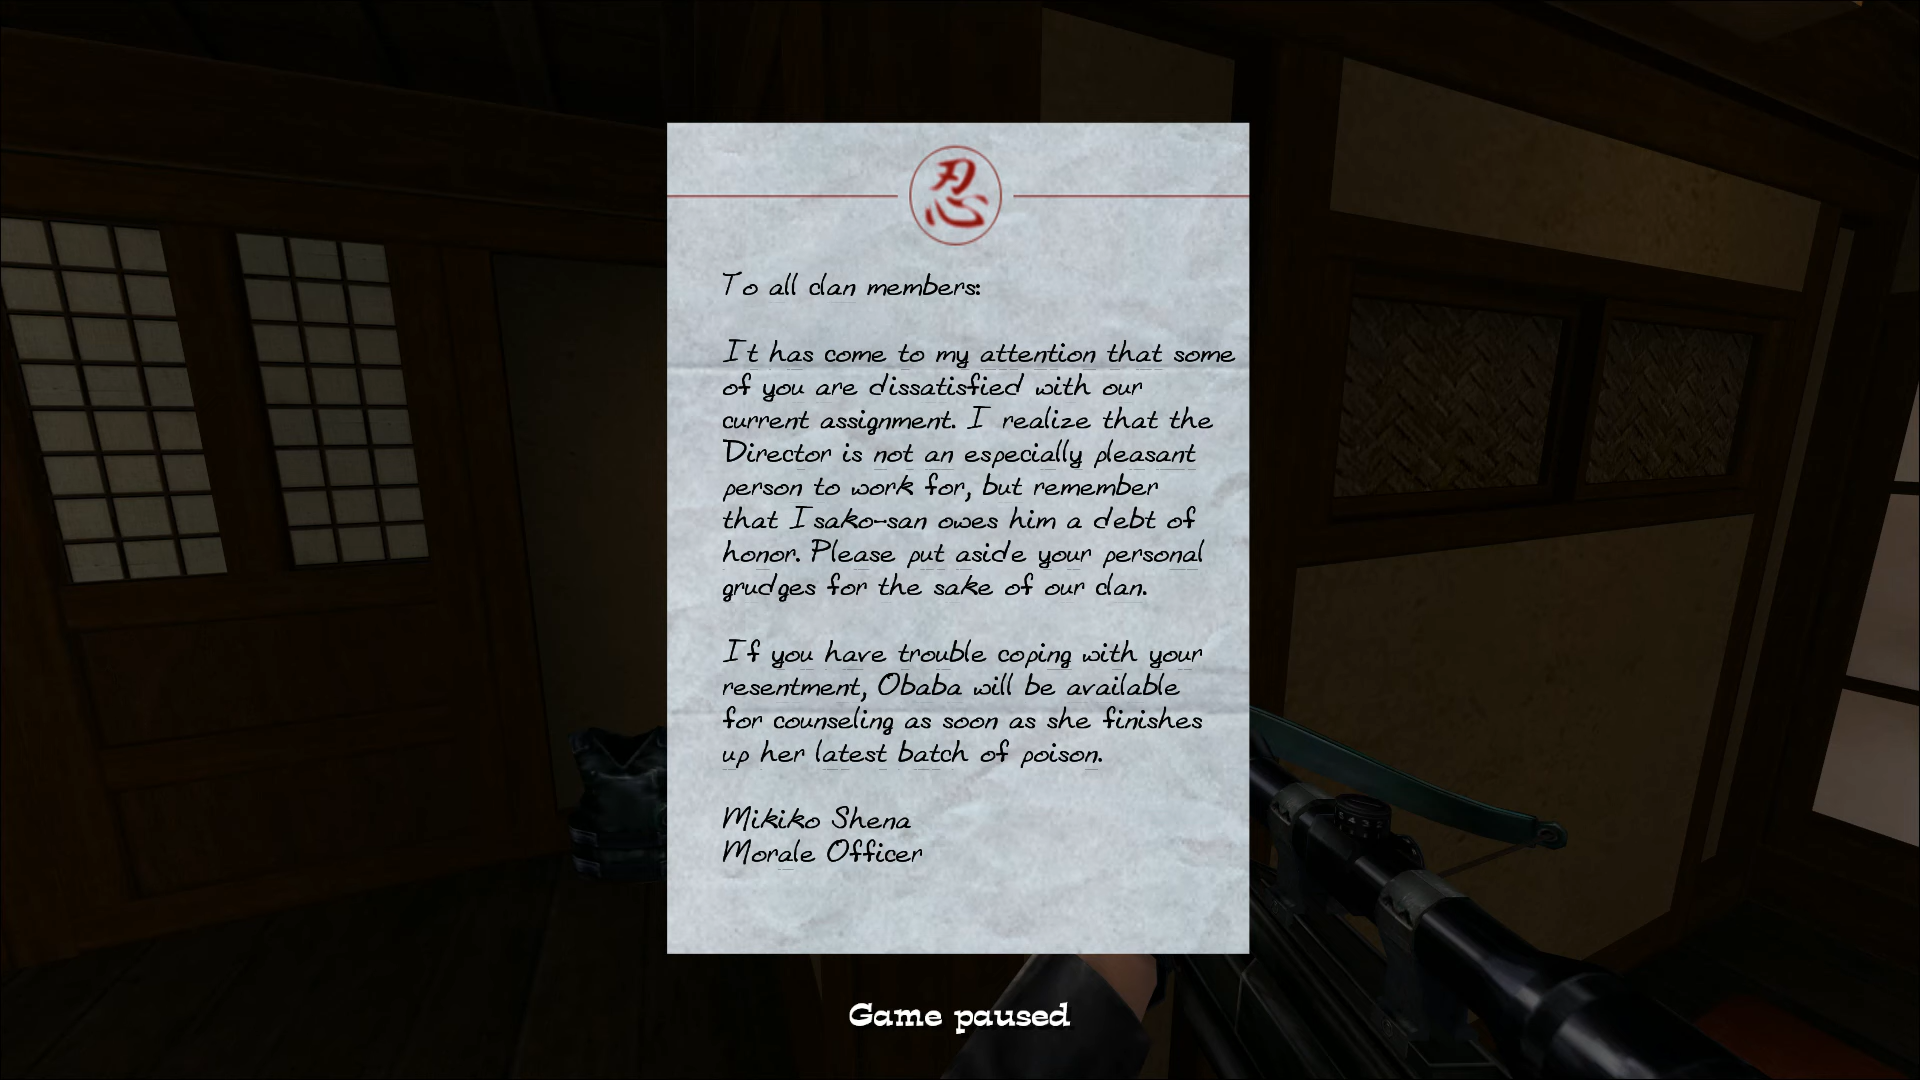 忍
To all clan members:
It has come to my attention that some
of you are dissatisfied with our
current assignment. I realize that the
Director is not an especially pleasant
person to work for, but remember
that Isako-san owes him a debt of
honor. Please put aside your personal
grudges for the sake of our clan.
If you have trouble coping with your
resentment, Obaba will be available
for counseling as soon as she finishes
up her latest batch of poison.
Mikiko Shena
Morale Officer
Game paused